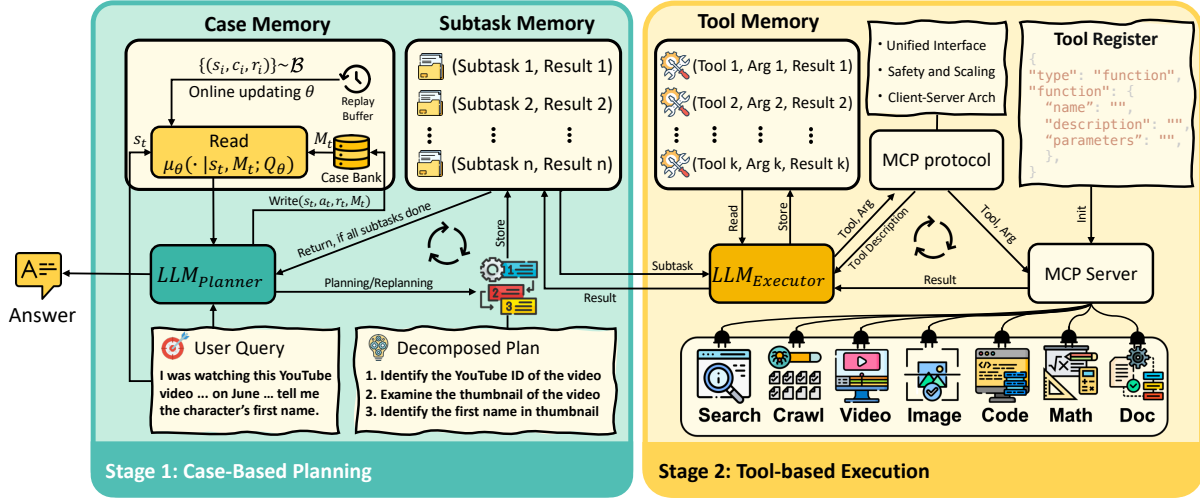 Case Memory
{(s_i, c_i, r_i)}~ℬ
Online updating θ
Replay
Buffer
s_t
Read
μ_θ(· |s_t, M_t; Q_θ)
M_t
Case Bank
Write(s_t, a_t, r_t, M_t)
Subtask Memory
(Subtask 1, Result 1)
(Subtask 2, Result 2)
(Subtask n, Result n)
Return, if all subtasks done
Store
LLM_Planner
Planning/Replanning
1
2
3
A
Answer
User Query
I was watching this YouTube
video ... on June ... tell me
the character's first name.
Decomposed Plan
1. Identify the YouTube ID of the video
2. Examine the thumbnail of the video
3. Identify the first name in thumbnail
Stage 1: Case-Based Planning
Subtask
Result
Tool Memory
(Tool 1, Arg 1, Result 1)
(Tool 2, Arg 2, Result 2)
(Tool k, Arg k, Result k)
Read
Store
• Unified Interface
• Safety and Scaling
• Client-Server Arch
MCP protocol
Tool Register
{
"type": "function",
"function": {
"name": "",
"description": "",
"parameters": "",
},
}
Tool, Arg
Tool Description
Tool, Arg
Init
LLM_Executor
Result
MCP Server
Search
Crawl
Video
Image
Code
Math
Doc
Stage 2: Tool-based Execution